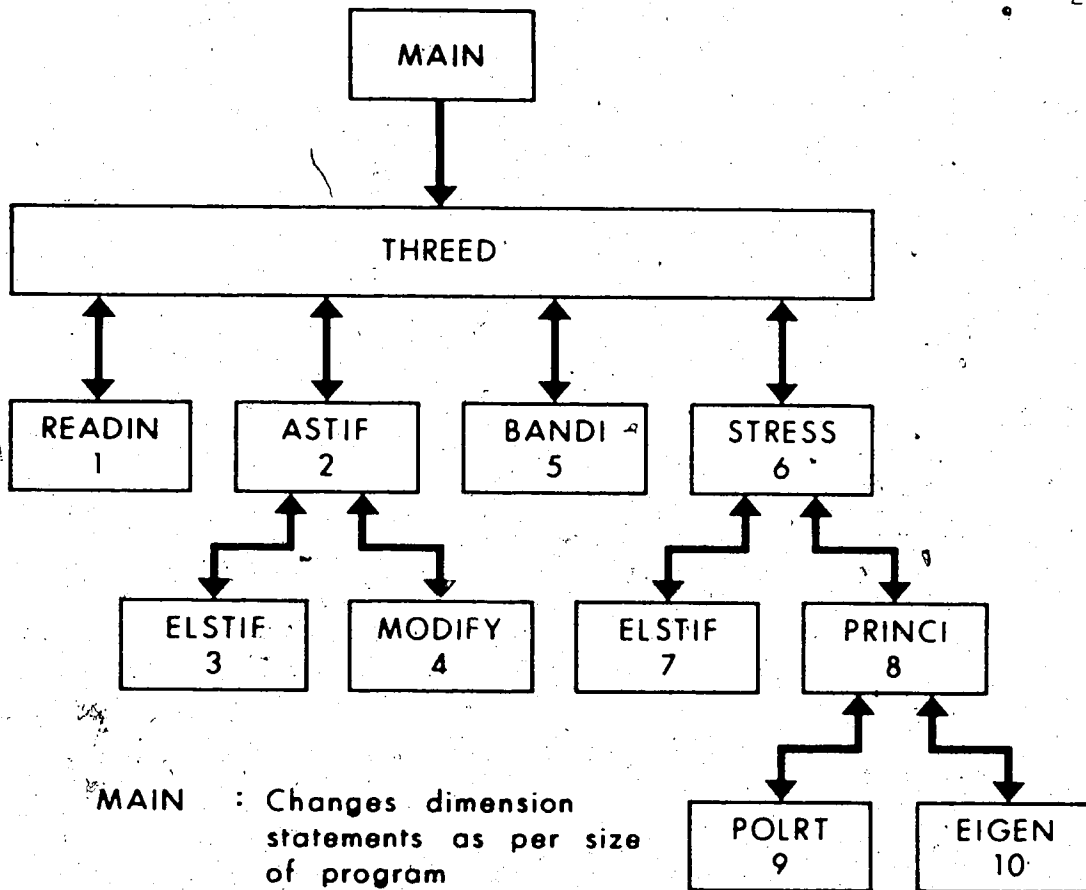 MAIN
THREED
READIN
1
ASTIF
2
BANDI
5
STRESS
6
ELSTIF
3
MODIFY
4
ELSTIF
7
PRINCI
8
POLRT
9
EIGEN
10
MAIN : Changes dimension
statements as per size
of program